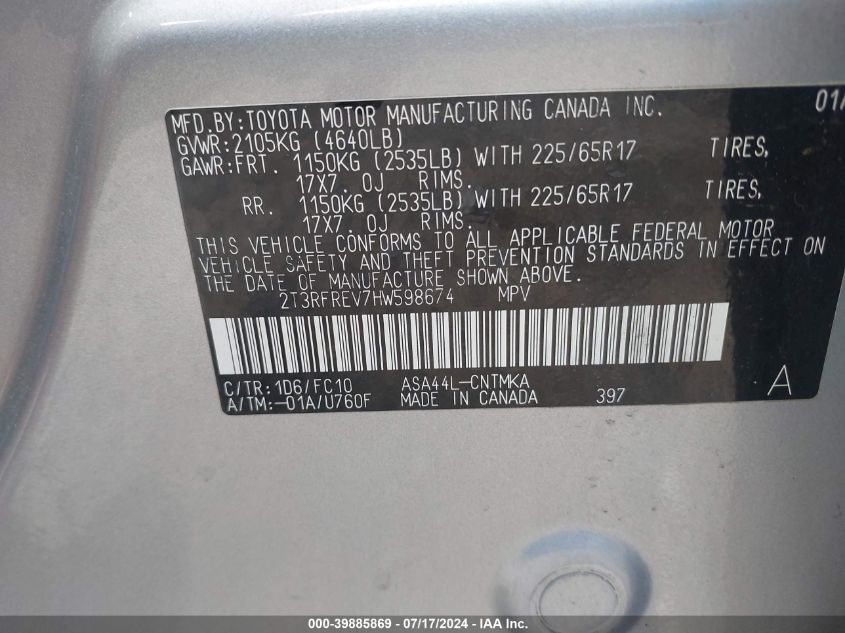 MFD.BY:TOYOTA MOTOR MANUFACTURING CANADA INC. 01/
GVWR:2105KG (4640LB)
GAWR:FRT. 1150KG (2535LB) WITH 225/65R17 TIRES,
17X7.0J RIMS.
RR. 1150KG (2535LB) WITH 225/65R17 TIRES,
17X7.0J RIMS.
THIS VEHICLE CONFORMS TO ALL APPLICABLE FEDERAL MOTOR
VEHICLE SAFETY AND THEFT PREVENTION STANDARDS IN EFFECT ON
THE DATE OF MANUFACTURE SHOWN ABOVE.
2T3RFREV7HW598674 MPV
C/TR:1D6/FC10 ASA44L-CNTMKA A
A/TM:-01A/U760F MADE IN CANADA 397
000-39885869 / 07/17/2024 - IAA Inc.